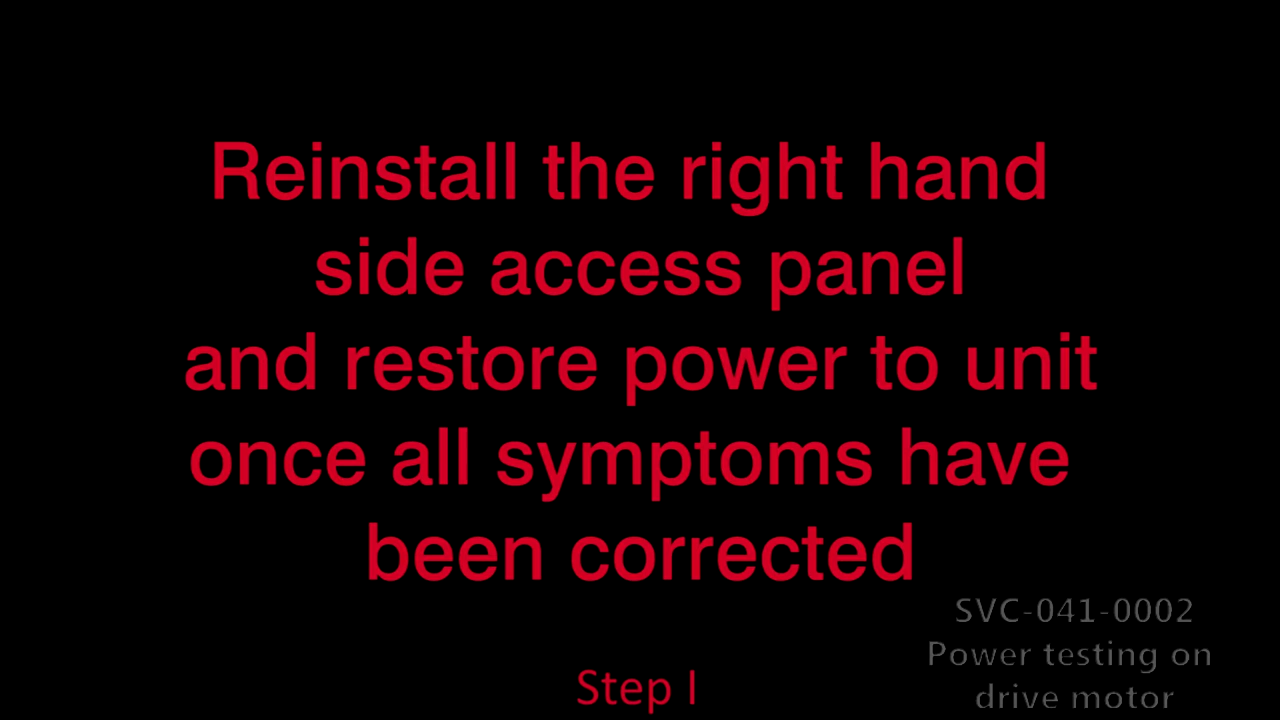 Reinstall the right hand
side access panel
and restore power to unit
once all symptoms have
been corrected
SVC-041-0002
Power testing on
drive motor
Step I